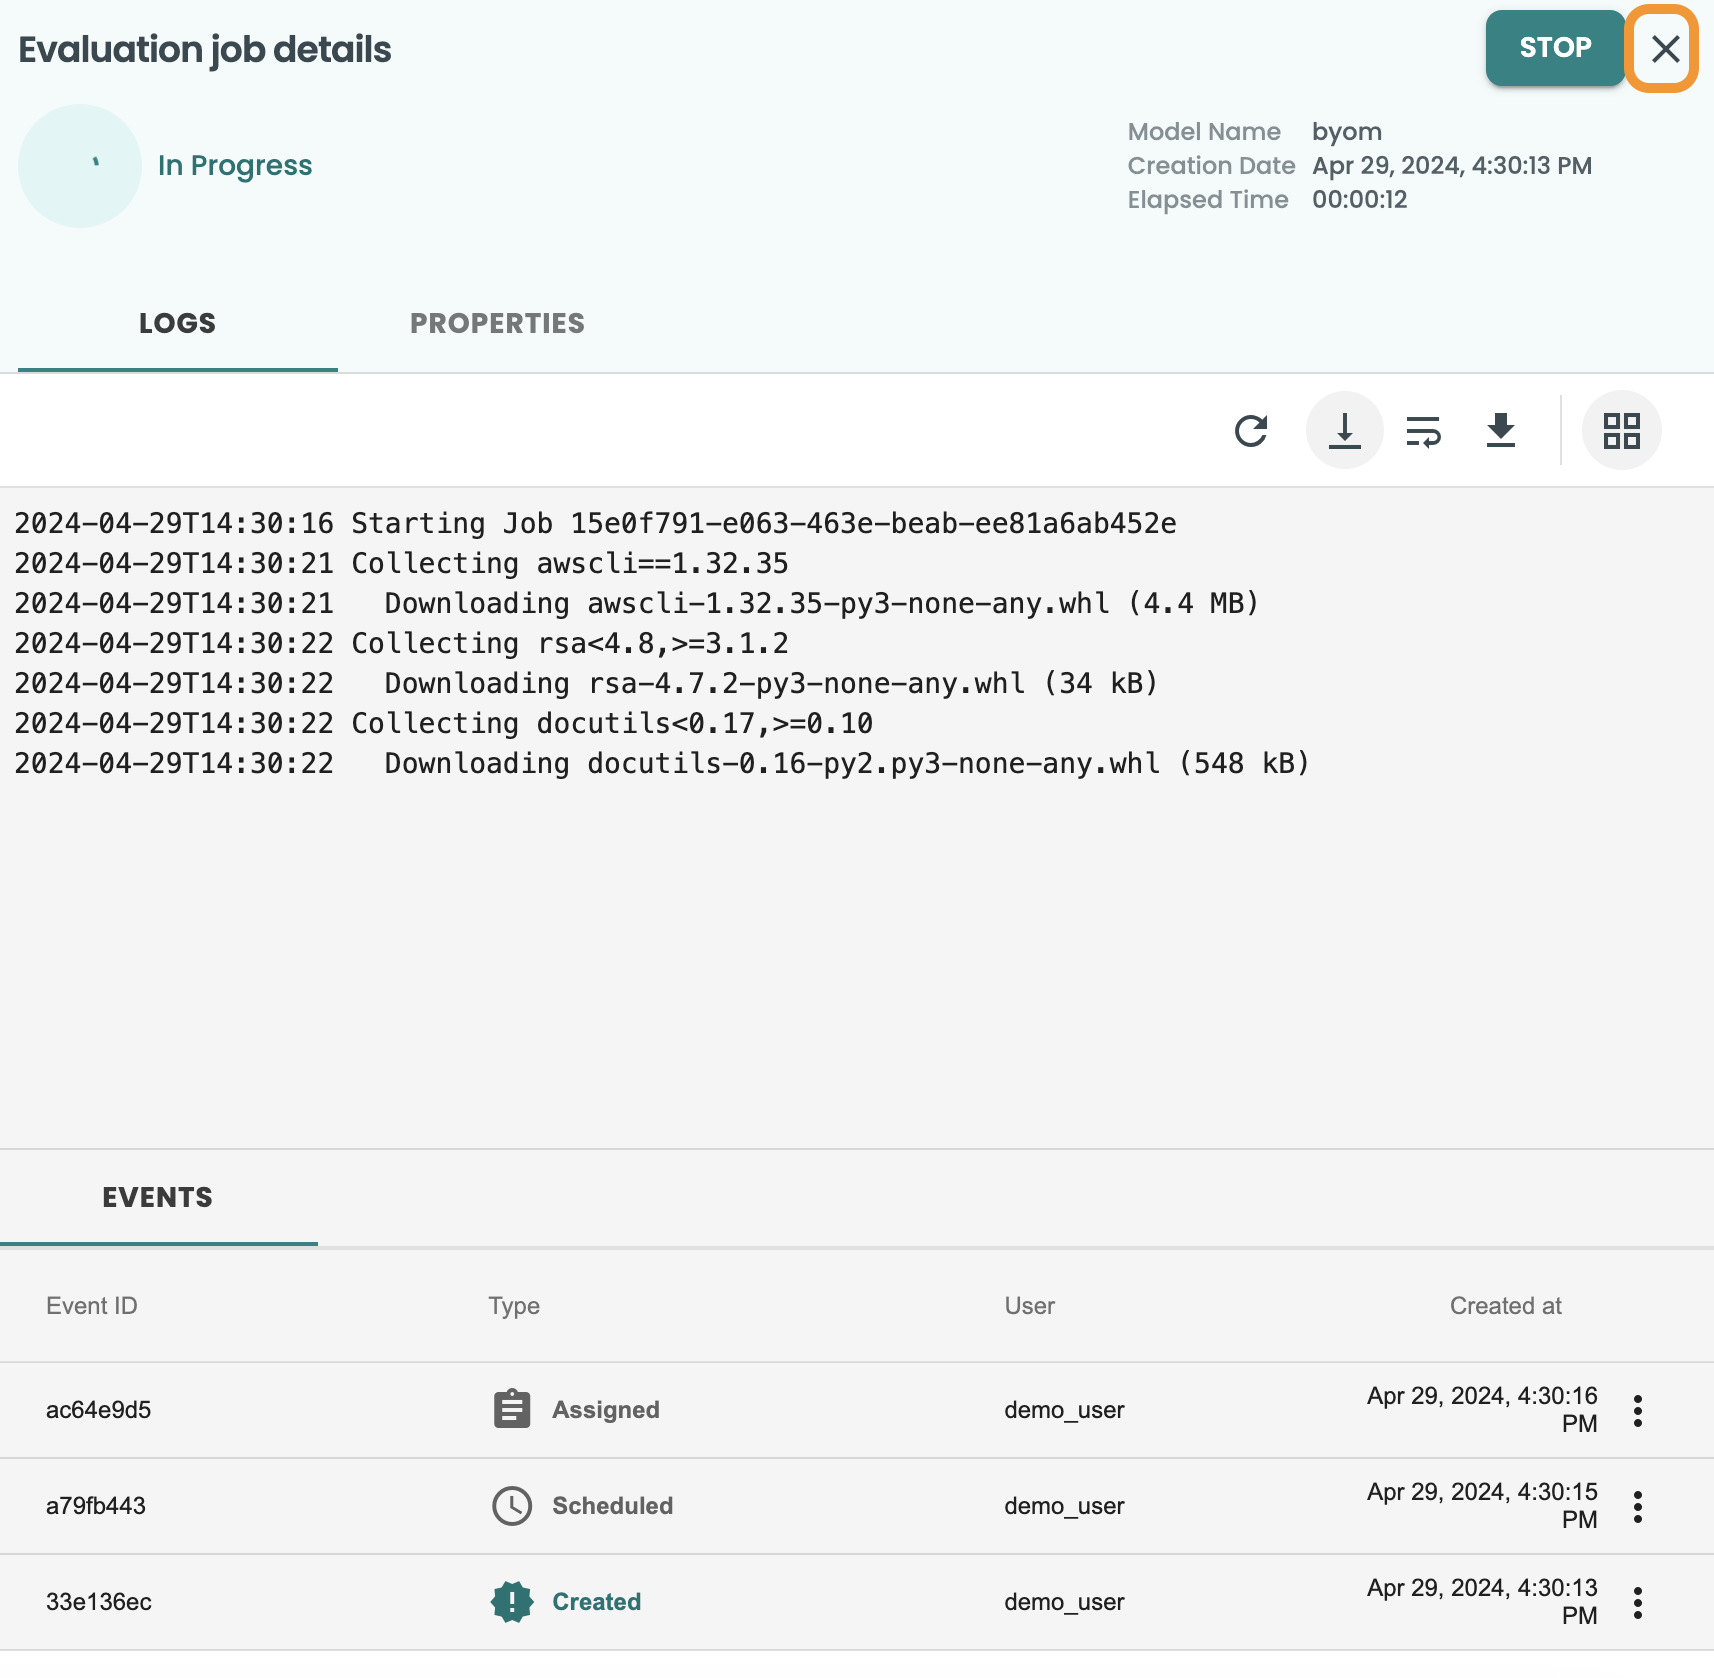 Evaluation job details
STOP
In Progress
Model Name byom
Creation Date Apr 29, 2024, 4:30:13 PM
Elapsed Time 00:00:12
LOGS PROPERTIES
2024-04-29T14:30:16 Starting Job 15e0f791-e063-463e-beab-ee81a6ab452e
2024-04-29T14:30:21 Collecting awscli==1.32.35
2024-04-29T14:30:21   Downloading awscli-1.32.35-py3-none-any.whl (4.4 MB)
2024-04-29T14:30:22 Collecting rsa<4.8,>=3.1.2
2024-04-29T14:30:22   Downloading rsa-4.7.2-py3-none-any.whl (34 kB)
2024-04-29T14:30:22 Collecting docutils<0.17,>=0.10
2024-04-29T14:30:22   Downloading docutils-0.16-py2.py3-none-any.whl (548 kB)
EVENTS
Event ID Type User Created at
ac64e9d5 Assigned demo_user Apr 29, 2024, 4:30:16
PM
a79fb443 Scheduled demo_user Apr 29, 2024, 4:30:15
PM
33e136ec Created demo_user Apr 29, 2024, 4:30:13
PM